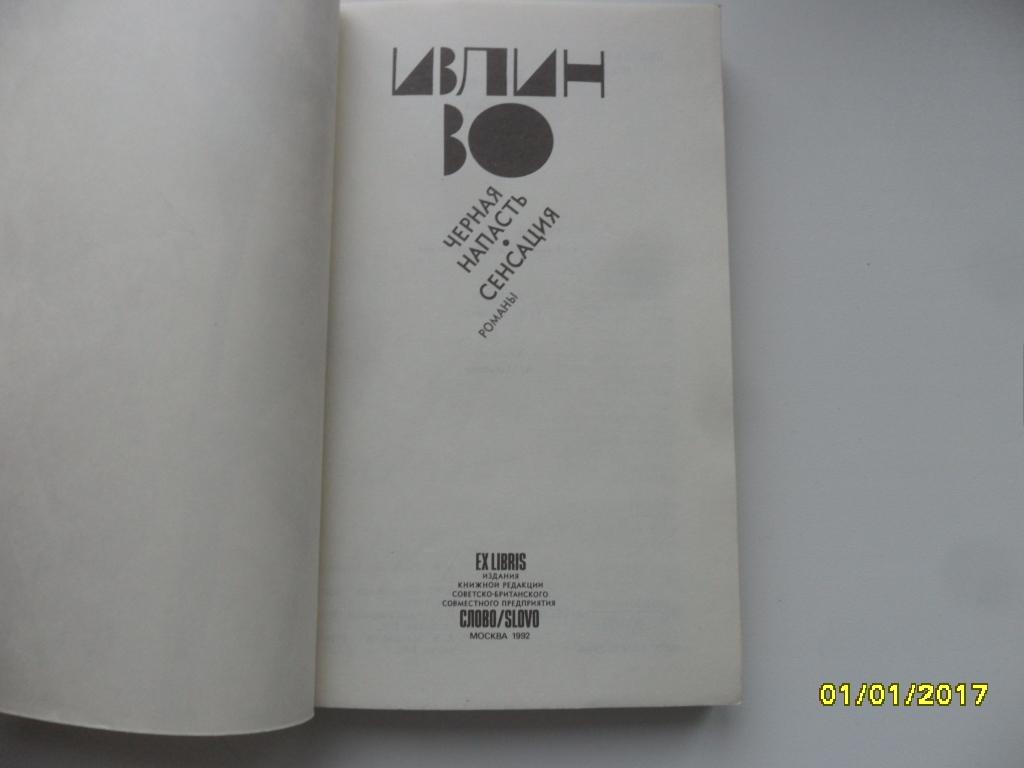 ИВЛИН
ВО
ЧЕРНАЯ
НАПАСТЬ
•
СЕНСАЦИЯ
РОМАНЫ
EX LIBRIS
ИЗДАНИЯ
КНИЖНОЙ РЕДАКЦИИ
СОВЕТСКО-БРИТАНСКОГО
СОВМЕСТНОГО ПРЕДПРИЯТИЯ
СЛОВО/SLOVO
МОСКВА 1992
01/01/2017